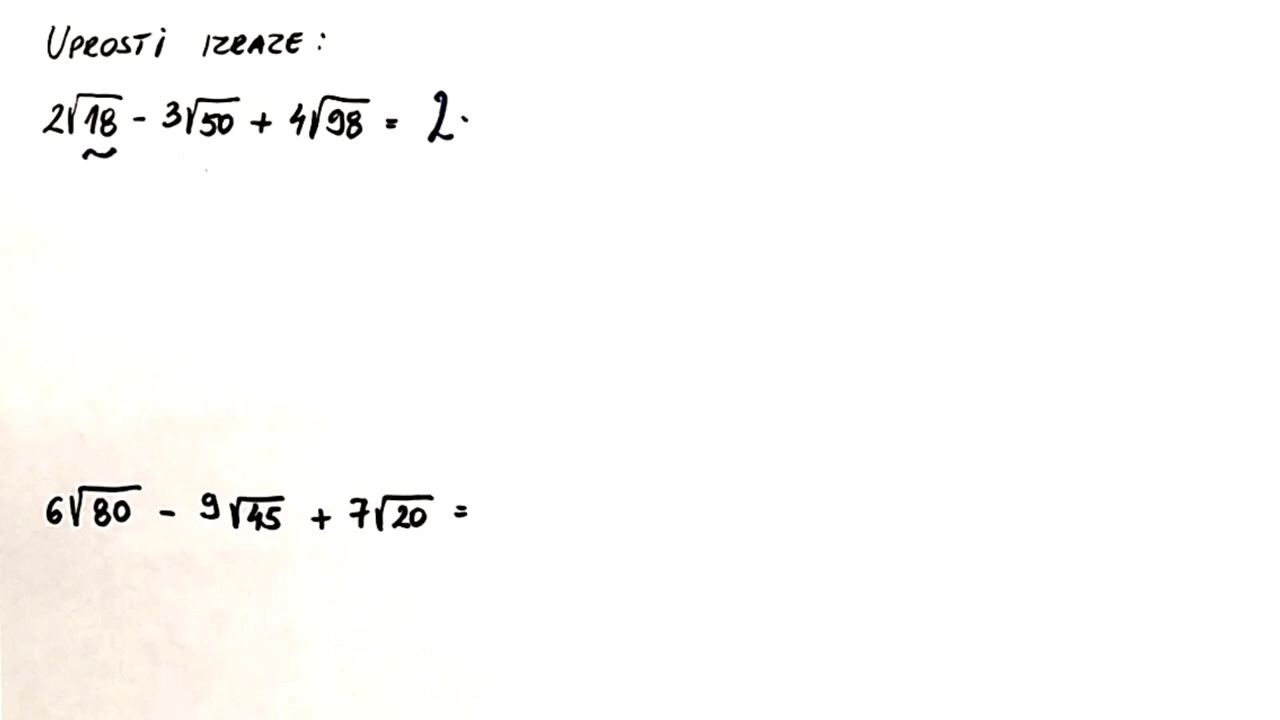 UPROSTI IZRAZE:
2√18 - 3√50 + 4√98 = 2·
6√80 - 9√45 + 7√20 =